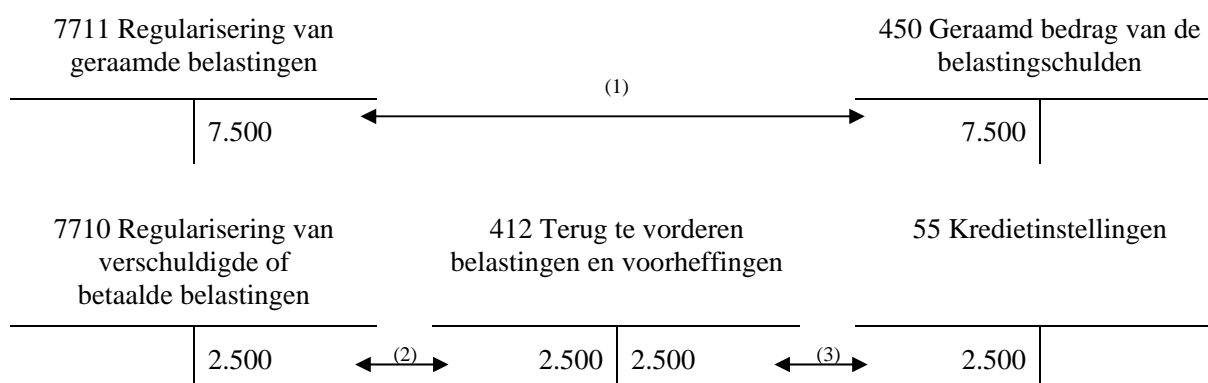 7711 Regularisering van
geraamde belastingen
450 Geraamd bedrag van de
belastingschulden
(1)
7.500
7.500
7710 Regularisering van
verschuldigde of
betaalde belastingen
412 Terug te vorderen
belastingen en voorheffingen
55 Kredietinstellingen
2.500
(2)
2.500
2.500
(3)
2.500